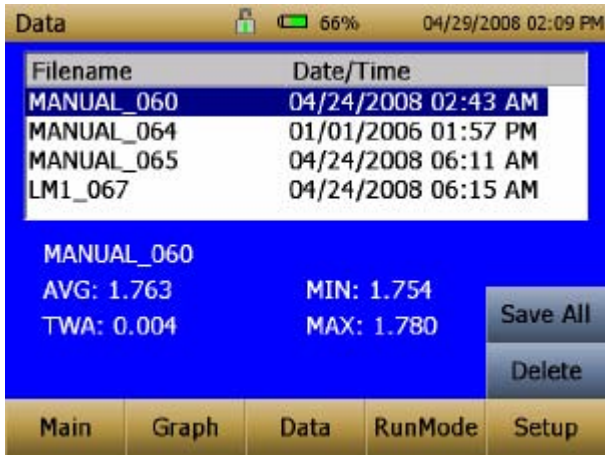 Data 66% 04/29/2008 02:09 PM
Filename Date/Time
MANUAL_060 04/24/2008 02:43 AM
MANUAL_064 01/01/2006 01:57 PM
MANUAL_065 04/24/2008 06:11 AM
LM1_067 04/24/2008 06:15 AM
MANUAL_060
AVG: 1.763 MIN: 1.754
TWA: 0.004 MAX: 1.780
Save All
Delete
Main Graph Data RunMode Setup